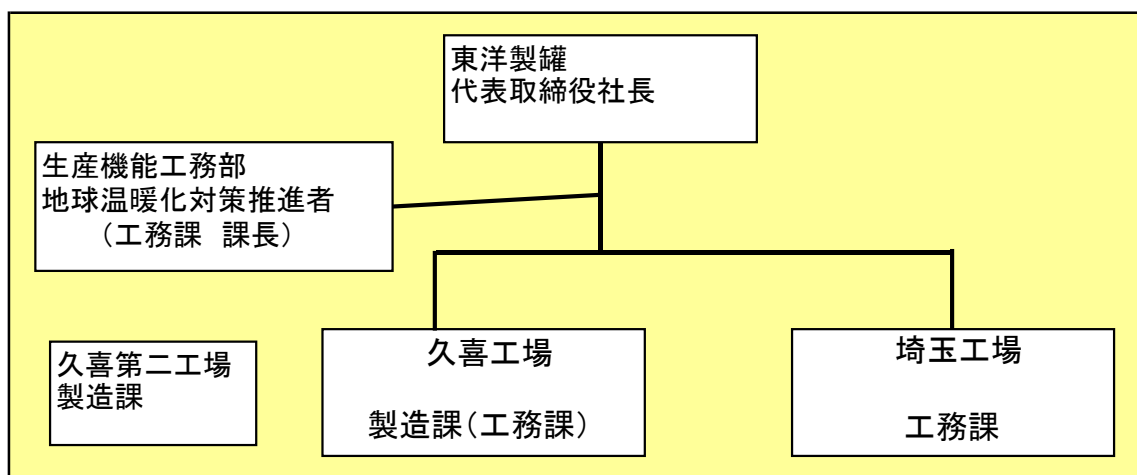 東洋製罐
代表取締役社長
生産機能工務部
地球温暖化対策推進者
(工務課 課長)
久喜第二工場
製造課
久喜工場
製造課(工務課)
埼玉工場
工務課